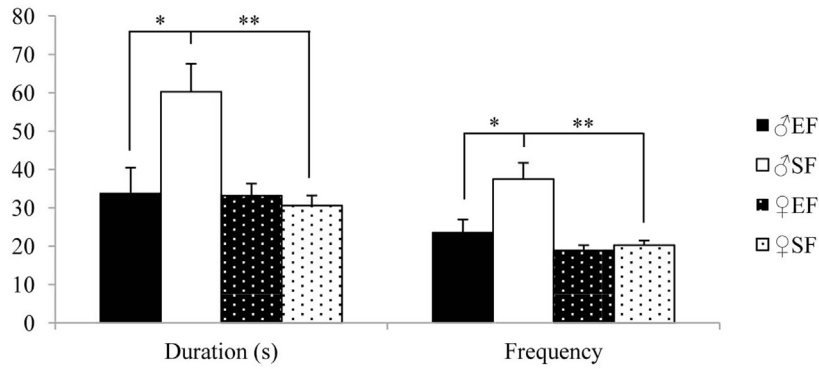 80
70
60
50
40
30
20
10
0
* **
* **
Duration (s) Frequency
♂EF
♂SF
♀EF
♀SF